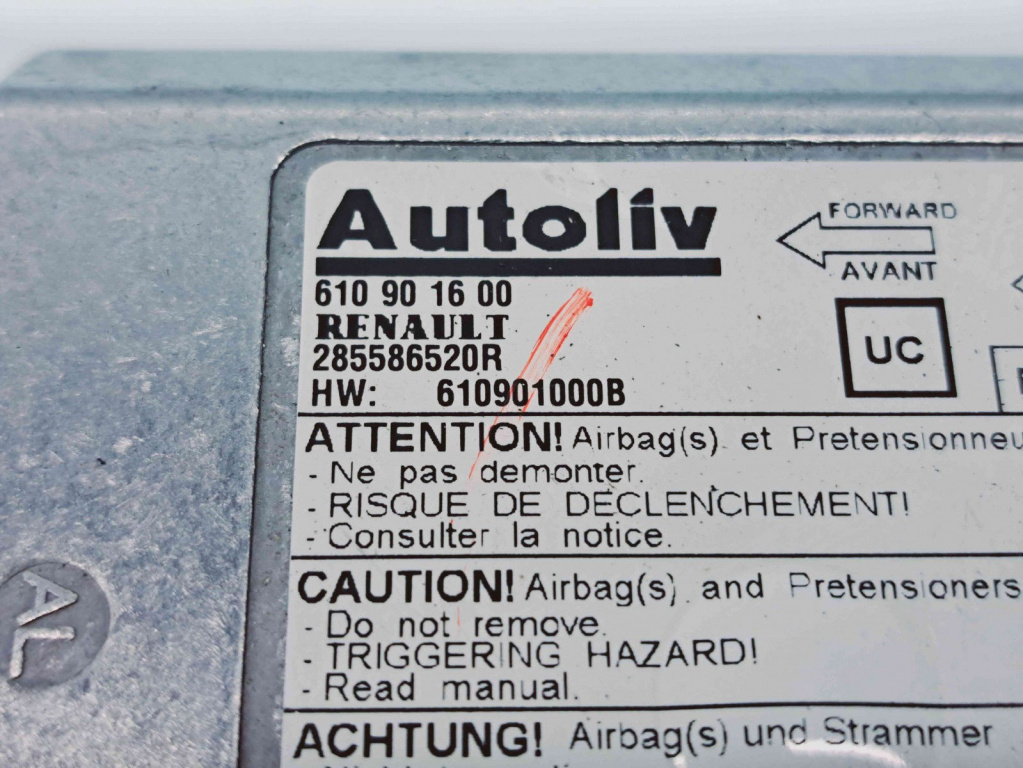 Autoliv
610 90 16 00
RENAULT
285586520R
HW: 610901000B
FORWARD
AVANT
UC
ATTENTION! Airbag(s) et
- Ne pas demonter.
- RISQUE DE DECLENCHEMENT!
- Consulter la notice.
CAUTION! Airbag(s) and Pretensioners
- Do not remove.
- TRIGGERING HAZARD!
- Read manual.
ACHTUNG! Airbag(s) und Strammer
AL